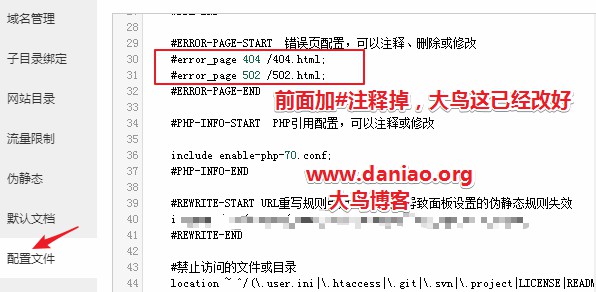 域名管理
子目录绑定
网站目录
流量限制
伪静态
默认文档
配置文件
28
29 #ERROR-PAGE-START 错误页配置，可以注释、删除或修改
30 #error_page 404 /404.html;
31 #error_page 502 /502.html;
32 #ERROR-PAGE-END
前面加#注释掉，大鸟这已经改好
33
34 #PHP-INFO-START PHP引用配置，可以注释或修改
35
36 include enable-php-70.conf;
37 #PHP-INFO-END
www.daniao.org
38
大鸟博客
39 #REWRITE-START URL重写规则 导致面板设置的伪静态规则失效
40 i
41 #REWRITE-END
42
43 #禁止访问的文件或目录
44 location ~ ^/(\.user.ini|\.htaccess|\.git|\.svn|\.project|LICENSE|READM